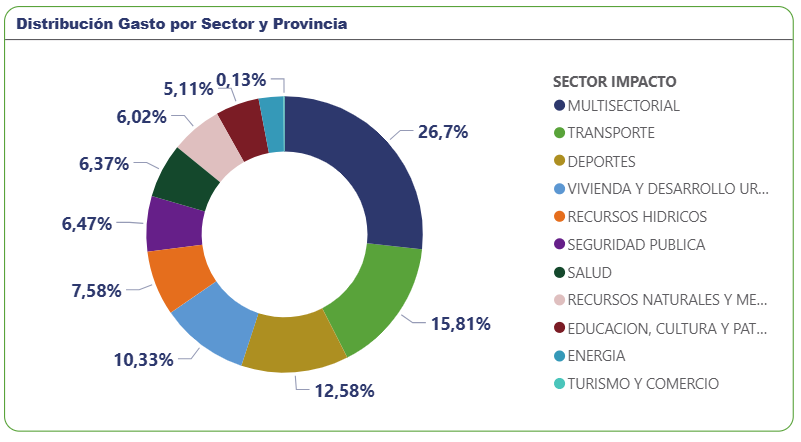 Distribución Gasto por Sector y Provincia
0,13%
5,11%
6,02%
26,7%
6,37%
6,47%
7,58%
15,81%
10,33%
12,58%
SECTOR IMPACTO
MULTISECTORIAL
TRANSPORTE
DEPORTES
VIVIENDA Y DESARROLLO UR...
RECURSOS HIDRICOS
SEGURIDAD PUBLICA
SALUD
RECURSOS NATURALES Y ME...
EDUCACION, CULTURA Y PAT...
ENERGIA
TURISMO Y COMERCIO